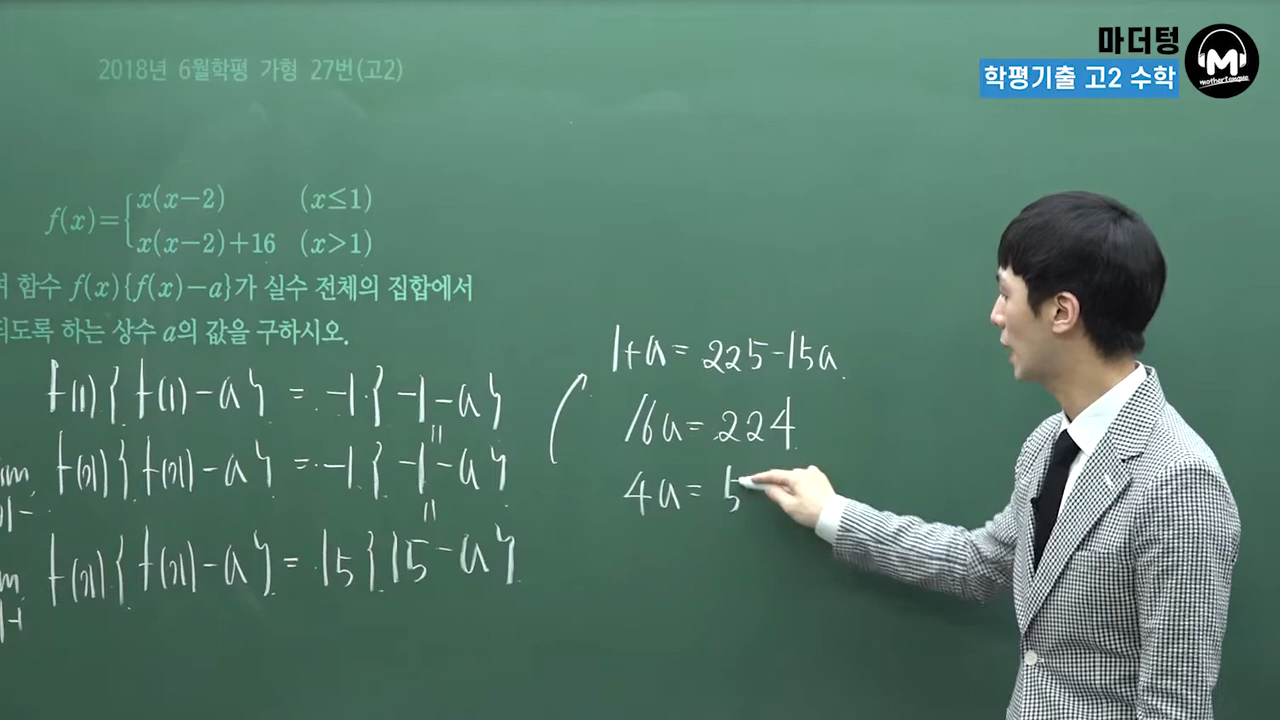 마더텅
학평기출 고2 수학
M
mothertongue
2018년 6월학평 가형 27번(고2)
f(x)={x(x-2) (x≤1)
x(x-2)+16 (x>1)
함수 f(x){f(x)-a}가 실수 전체의 집합에서
되도록 하는 상수 a의 값을 구하시오.
f(1){f(1)-a}=-1{-1-a}
f(x){f(x)-a}=-1{-1-a}
f(x){f(x)-a}=15{15-a}
1+a=225-15a
16a=224
4a=5